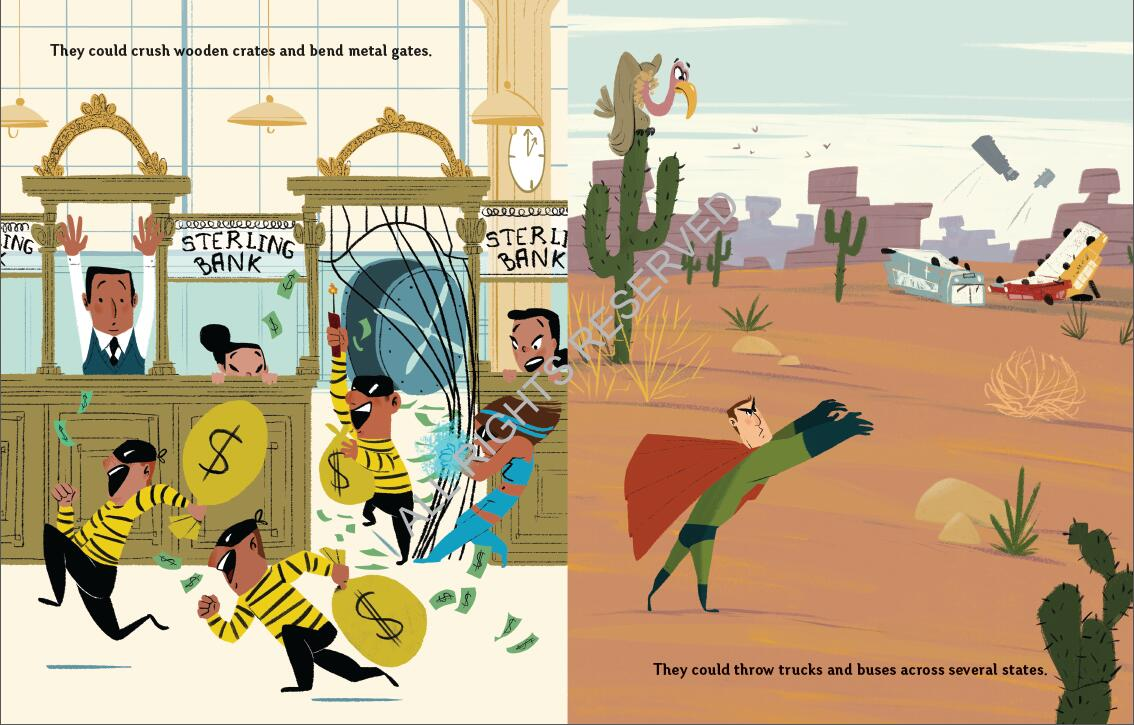 They could crush wooden crates and bend metal gates.
ING
STERLING
BANK
STERLI
BANK
$
$
$
ALL RIGHTS RESERVED
They could throw trucks and buses across several states.